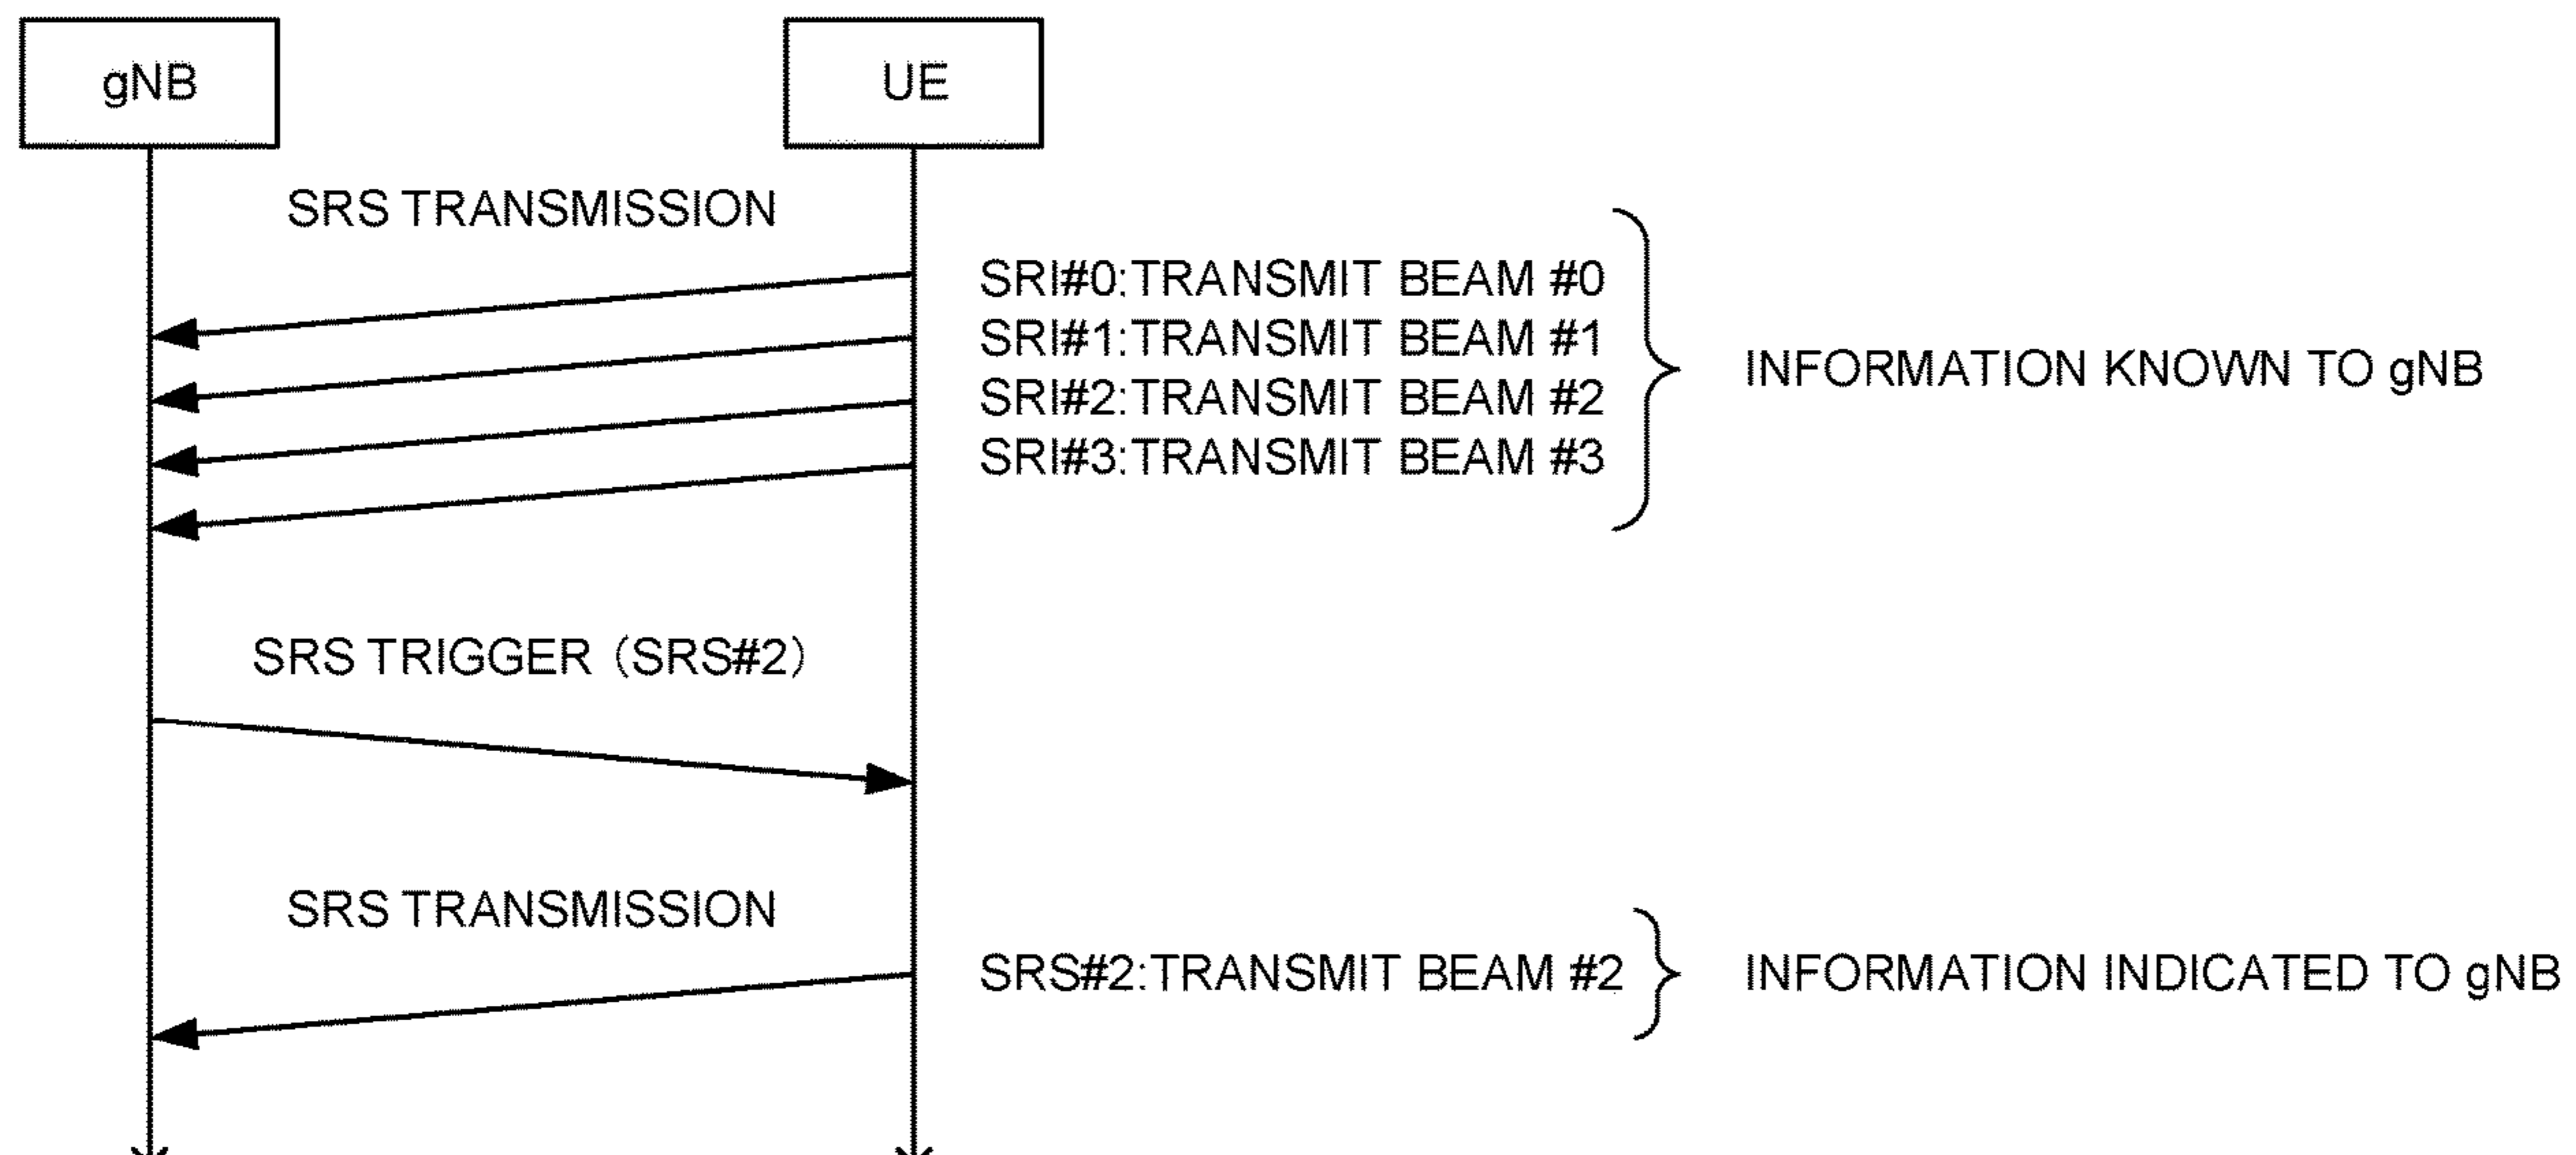 gNB
UE
SRS TRANSMISSION
SRI#0:TRANSMIT BEAM #0
SRI#1:TRANSMIT BEAM #1
SRI#2:TRANSMIT BEAM #2
SRI#3:TRANSMIT BEAM #3
INFORMATION KNOWN TO gNB
SRS TRIGGER (SRS#2)
SRS TRANSMISSION
SRS#2:TRANSMIT BEAM #2
INFORMATION INDICATED TO gNB